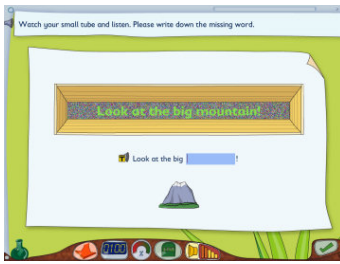 Watch your small tube and listen. Please write down the missing word.
Look at the big mountain!
Look at the big !